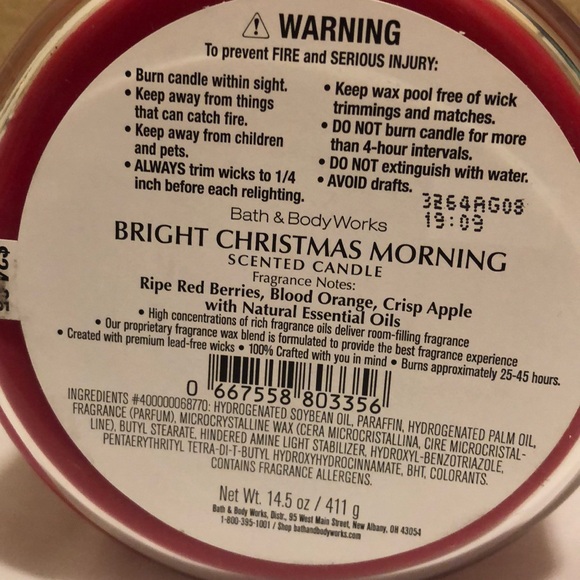 ⚠ WARNING
To prevent FIRE and SERIOUS INJURY:
• Burn candle within sight.
• Keep away from things
that can catch fire.
• Keep away from children
and pets.
• ALWAYS trim wicks to 1/4
inch before each relighting.
• Keep wax pool free of wick
trimmings and matches.
• DO NOT burn candle for more
than 4-hour intervals.
• DO NOT extinguish with water.
• AVOID drafts.
3264AG08
19:09
Bath & Body Works
BRIGHT CHRISTMAS MORNING
SCENTED CANDLE
Fragrance Notes:
Ripe Red Berries, Blood Orange, Crisp Apple
with Natural Essential Oils
• High concentrations of rich fragrance oils deliver room-filling fragrance
• Our proprietary fragrance wax blend is formulated to provide the best fragrance experience
• Created with premium lead-free wicks • 100% Crafted with you in mind • Burns approximately 25-45 hours.
0 667558 803356
INGREDIENTS #400000068770: HYDROGENATED SOYBEAN OIL, PARAFFIN, HYDROGENATED PALM OIL,
FRAGRANCE (PARFUM), MICROCRYSTALLINE WAX (CERA MICROCRISTALLINA, CIRE MICROCRISTAL-
LINE), BUTYL STEARATE, HINDERED AMINE LIGHT STABILIZER, HYDROXYL-BENZOTRIAZOLE,
PENTAERYTHRITYL TETRA-DI-T-BUTYL HYDROXYHYDROCINNAMATE, BHT, COLORANTS.
CONTAINS FRAGRANCE ALLERGENS.
Net Wt. 14.5 oz / 411 g
Bath & Body Works, Distr., 95 West Main Street, New Albany, OH 43054
1-800-395-1001 / Shop bathandbodyworks.com